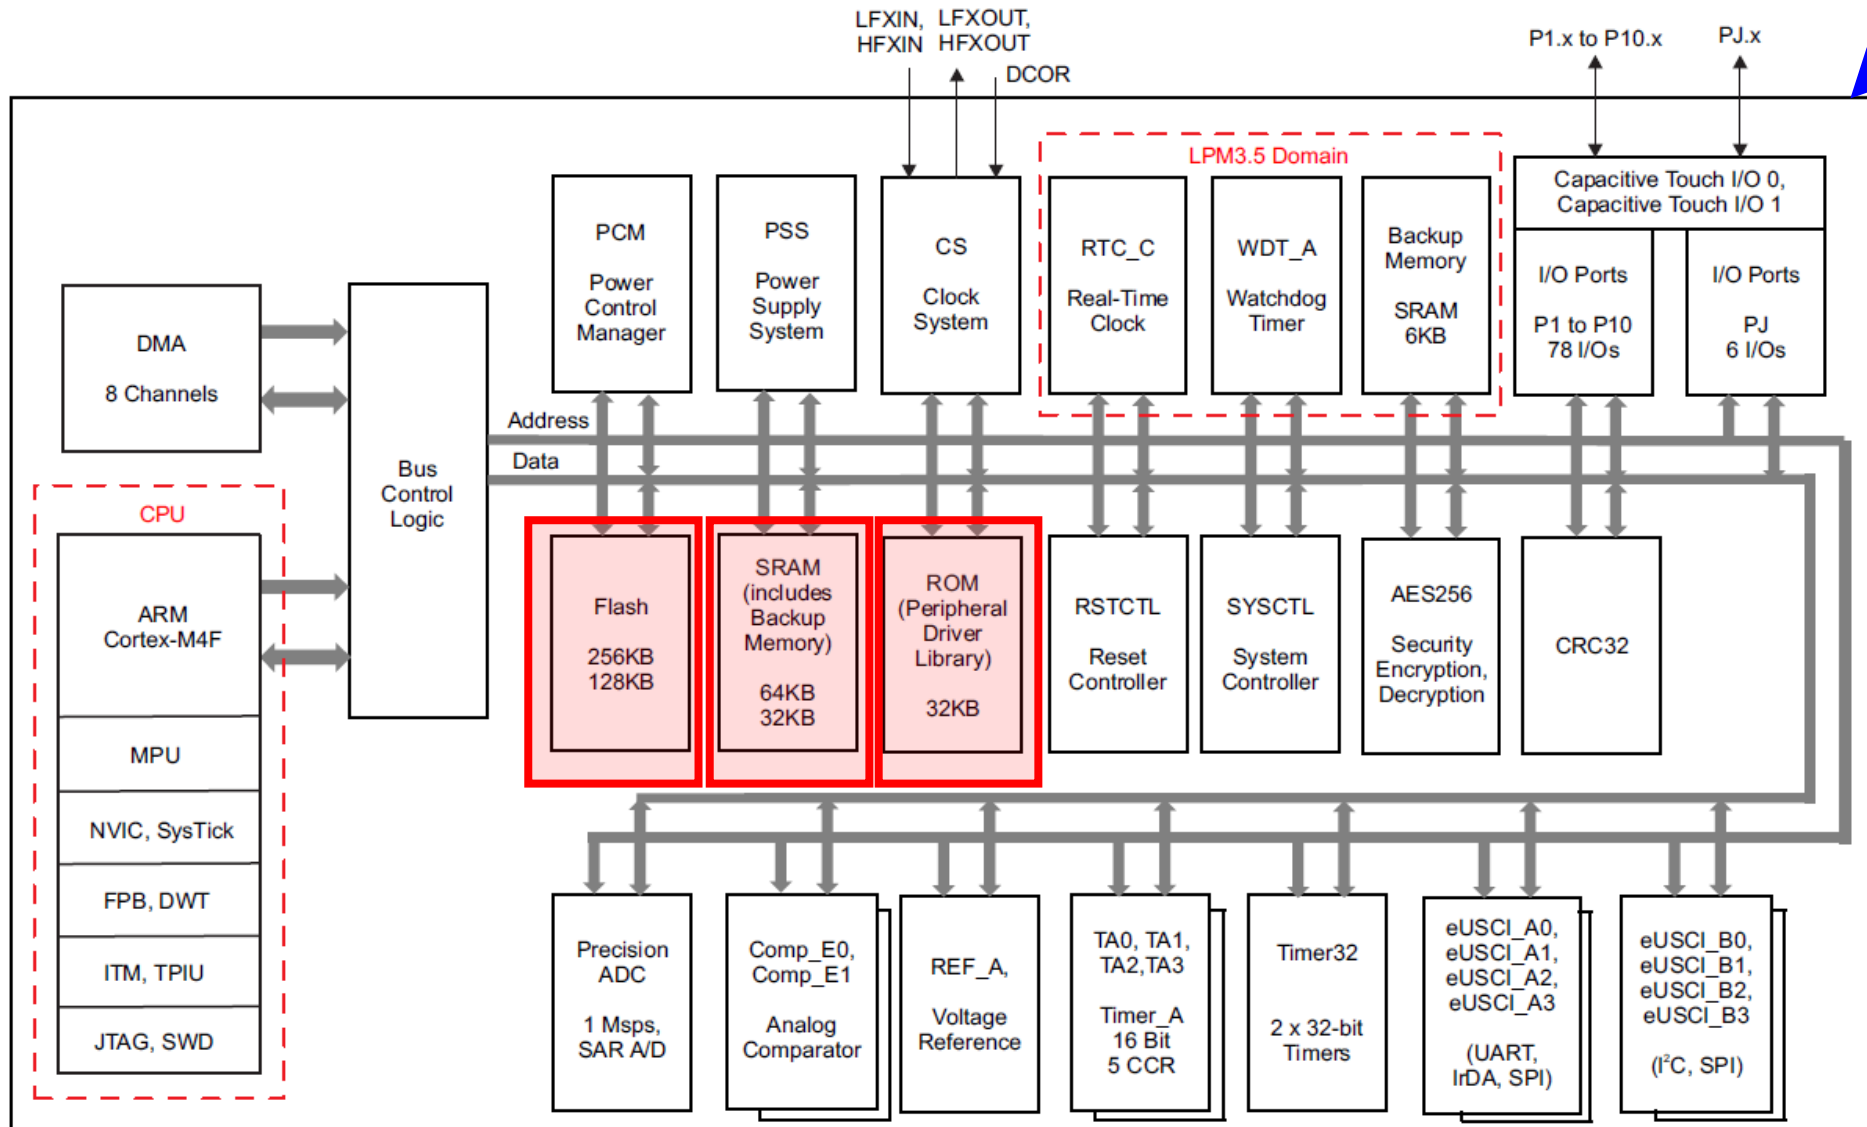 LFXIN,
HFXIN
LFXOUT,
HFXOUT
DCOR
P1.x to P10.x
PJ.x
LPM3.5 Domain
PCM
Power
Control
Manager
PSS
Power
Supply
System
CS
Clock
System
RTC_C
Real-Time
Clock
WDT_A
Watchdog
Timer
Backup
Memory
SRAM
6KB
Capacitive Touch I/O 0,
Capacitive Touch I/O 1
I/O Ports
P1 to P10
78 I/Os
I/O Ports
PJ
6 I/Os
DMA
8 Channels
Bus
Control
Logic
Address
Data
CPU
ARM
Cortex-M4F
MPU
NVIC, SysTick
FPB, DWT
ITM, TPIU
JTAG, SWD
Flash
256KB
128KB
SRAM
(includes
Backup
Memory)
64KB
32KB
ROM
(Peripheral
Driver
Library)
32KB
RSTCTL
Reset
Controller
SYSCTL
System
Controller
AES256
Security
Encryption,
Decryption
CRC32
Precision
ADC
1 Msps,
SAR A/D
Comp_E0,
Comp_E1
Analog
Comparator
REF_A,
Voltage
Reference
TA0, TA1,
TA2,TA3
Timer_A
16 Bit
5 CCR
Timer32
2 x 32-bit
Timers
eUSCI_A0,
eUSCI_A1,
eUSCI_A2,
eUSCI_A3
(UART,
IrDA, SPI)
eUSCI_B0,
eUSCI_B1,
eUSCI_B2,
eUSCI_B3
(I²C, SPI)